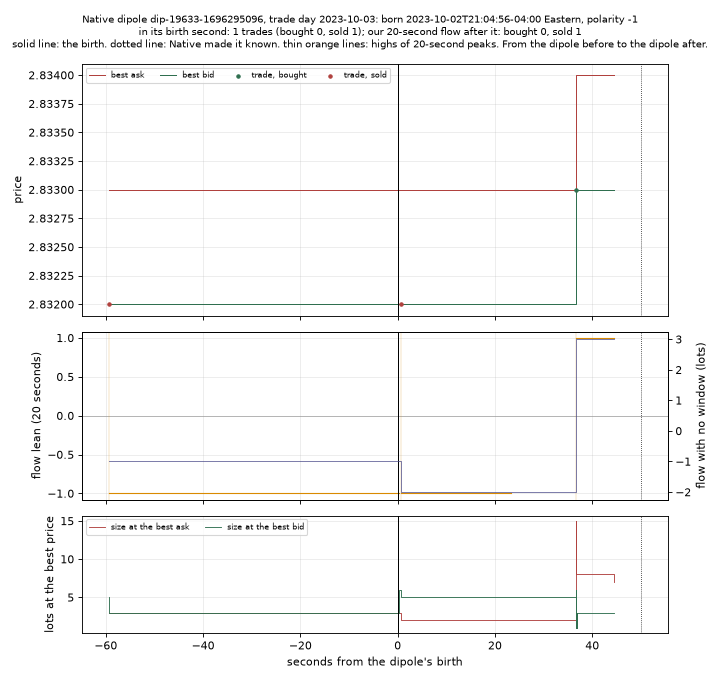 Native dipole dip-19633-1696295096, trade day 2023-10-03: born 2023-10-02T21:04:56-04:00 Eastern, polarity -1
in its birth second: 1 trades (bought 0, sold 1); our 20-second flow after it: bought 0, sold 1
solid line: the birth. dotted line: Native made it known. thin orange lines: highs of 20-second peaks. From the dipole before to the dipole after.
best ask
best bid
trade, bought
trade, sold
2.83400
2.83375
2.83350
2.83325
2.83300
2.83275
2.83250
2.83225
2.83200
price
1.0
0.5
0.0
−0.5
−1.0
flow lean (20 seconds)
3
2
1
0
−1
−2
flow with no window (lots)
size at the best ask
size at the best bid
15
10
5
lots at the best price
−60
−40
−20
0
20
40
seconds from the dipole's birth